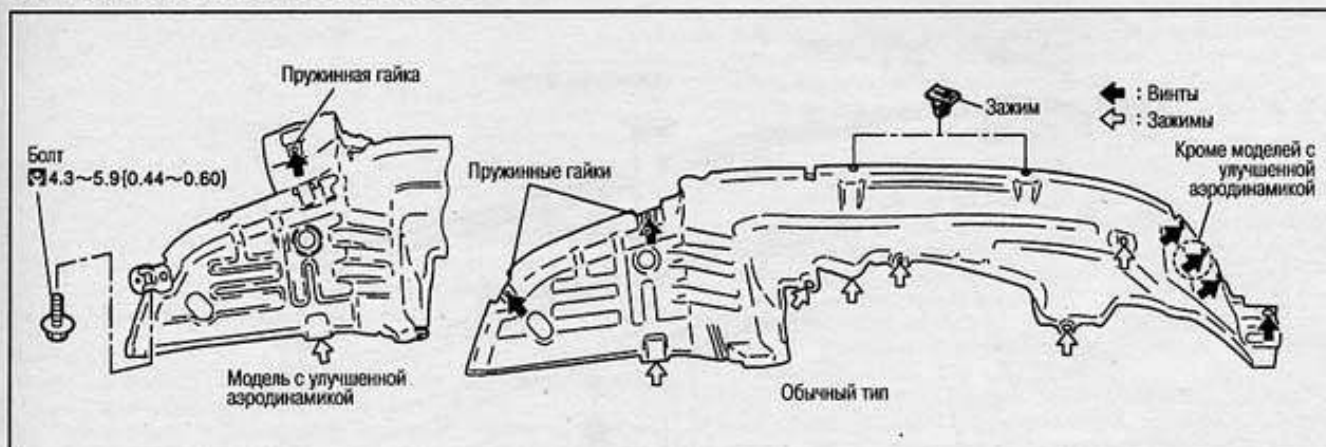 Пружинная гайка
Болт
4.3～5.9{0.44～0.60}
Модель с улучшенной
аэродинамикой
Пружинные гайки
Зажим
: Винты
: Зажимы
Кроме моделей с
улучшенной
аэродинамикой
Обычный тип